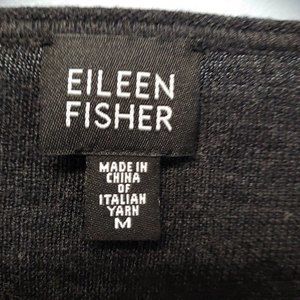 EILEEN
FISHER
MADE IN
CHINA
OF
ITALIAN
YARN
M